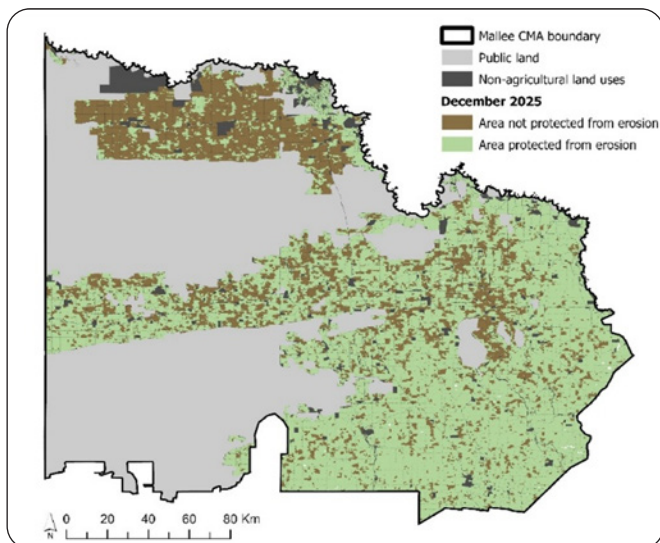 Mallee CMA boundary
Public land
Non-agricultural land uses
December 2025
Area not protected from erosion
Area protected from erosion
N
0 20 40 60 80 Km